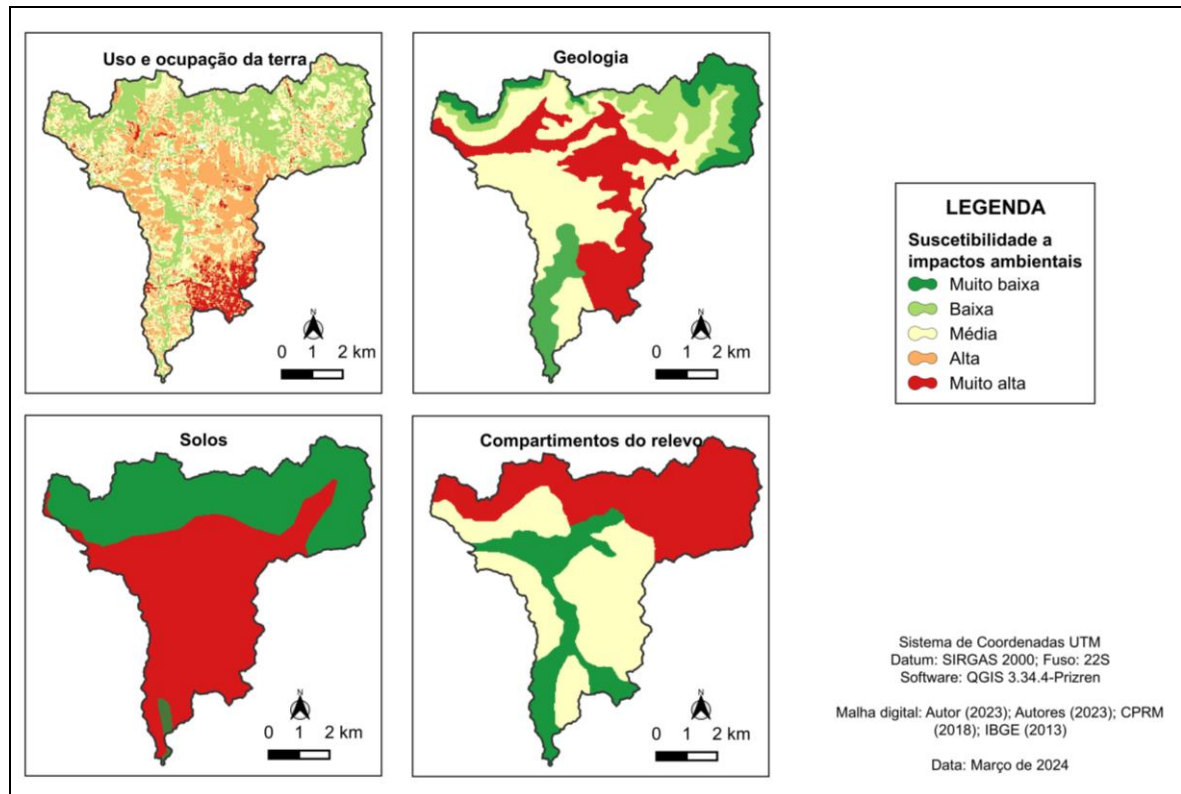 Uso e ocupação da terra
N
0 1 2 km
Geologia
N
0 1 2 km
Solos
N
0 1 2 km
Compartimentos do relevo
N
0 1 2 km
LEGENDA
Suscetibilidade a
impactos ambientais
Muito baixa
Baixa
Média
Alta
Muito alta
Sistema de Coordenadas UTM
Datum: SIRGAS 2000; Fuso: 22S
Software: QGIS 3.34.4-Prizren
Malha digital: Autor (2023); Autores (2023); CPRM
(2018); IBGE (2013)
Data: Março de 2024